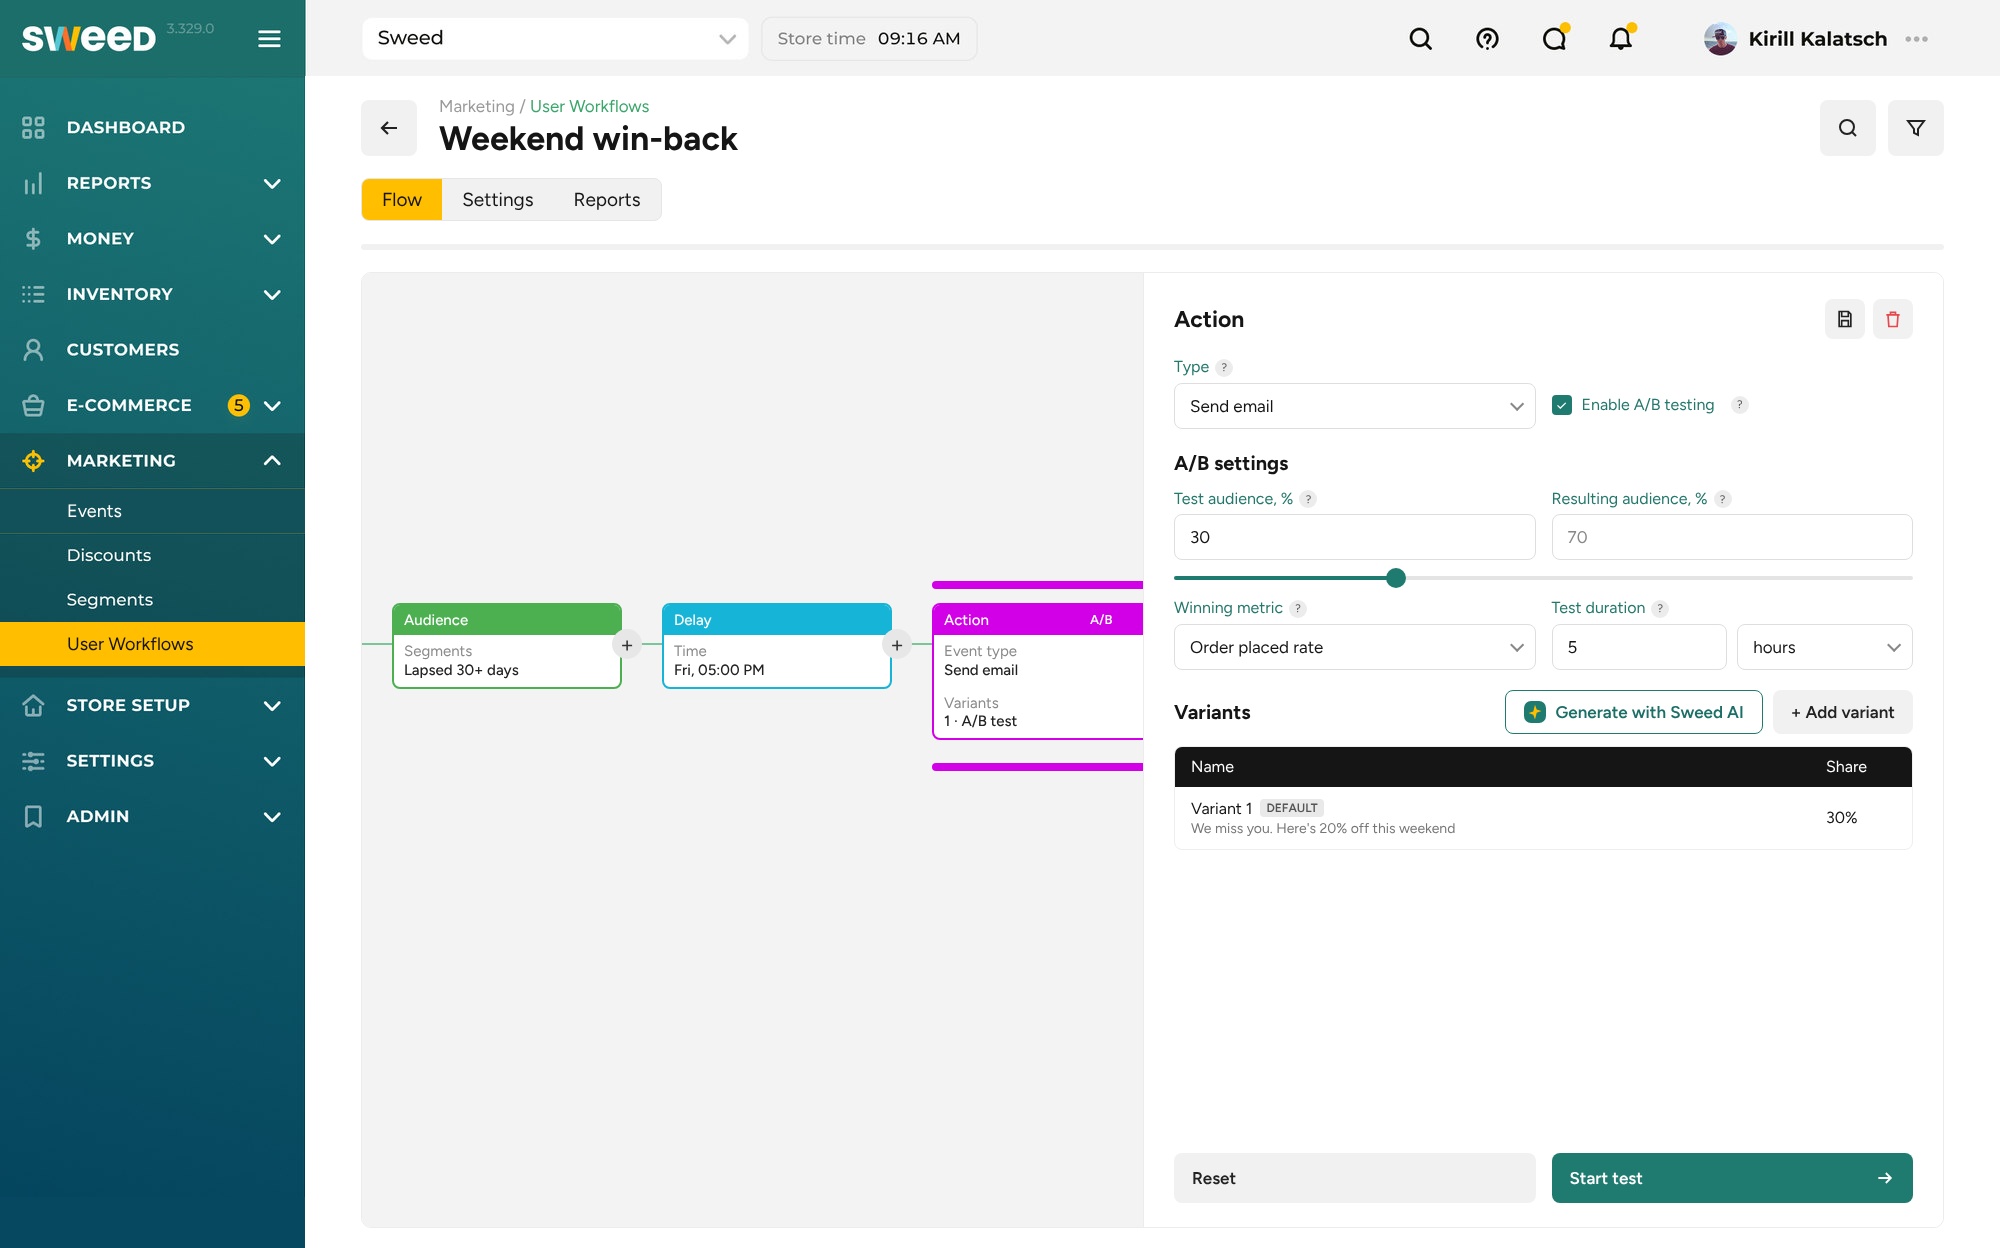 SWEED 3.329.0
Sweed
Store time 09:16 AM
Kirill Kalatsch
DASHBOARD
REPORTS
MONEY
INVENTORY
CUSTOMERS
E-COMMERCE 5
MARKETING
Events
Discounts
Segments
User Workflows
STORE SETUP
SETTINGS
ADMIN
Marketing / User Workflows
Weekend win-back
Flow Settings Reports
Audience
Segments
Lapsed 30+ days
+
Delay
Time
Fri, 05:00 PM
+
Action A/B
Event type
Send email
Variants
1 · A/B test
Action
Type ?
Send email
Enable A/B testing ?
A/B settings
Test audience, % ? Resulting audience, % ?
30 70
Winning metric ? Test duration ?
Order placed rate 5 hours
Variants Generate with Sweed AI + Add variant
Name Share
Variant 1 DEFAULT
We miss you. Here's 20% off this weekend
30%
Reset Start test